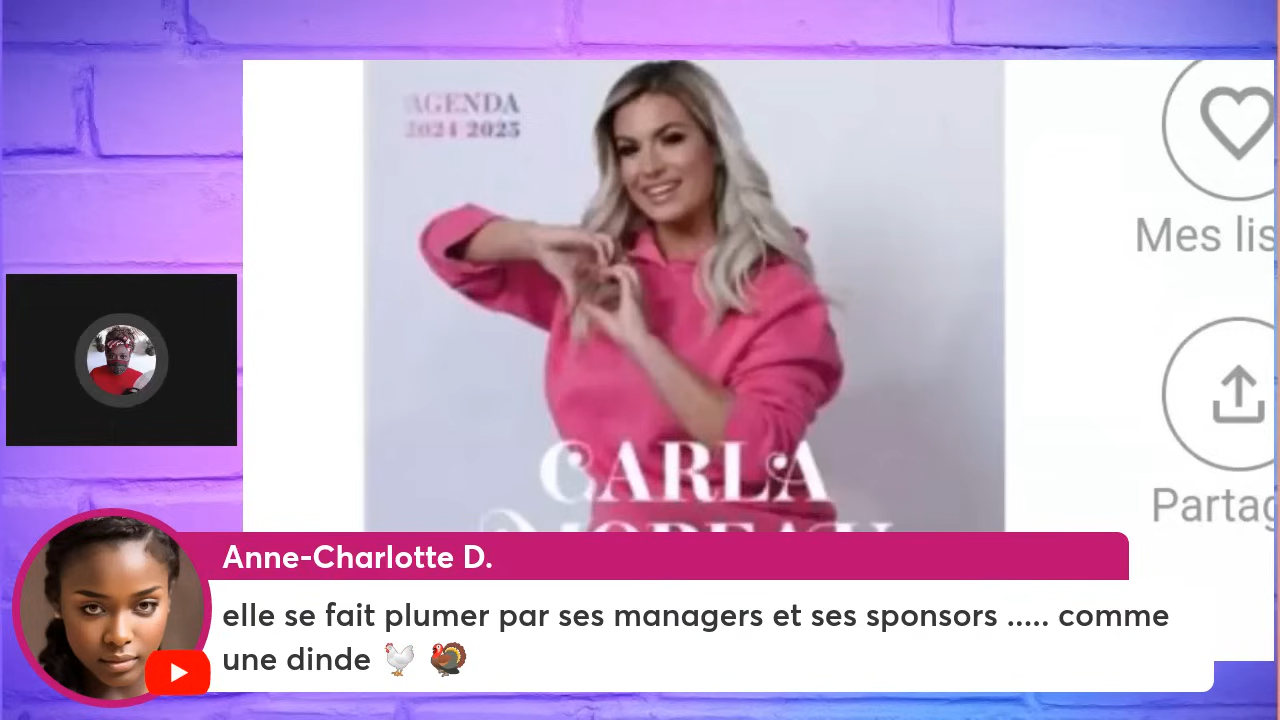 AGENDA
2024 2025
Mes lis
CARLA
Partag
Anne-Charlotte D.
elle se fait plumer par ses managers et ses sponsors ..... comme
une dinde 🐓 🦃